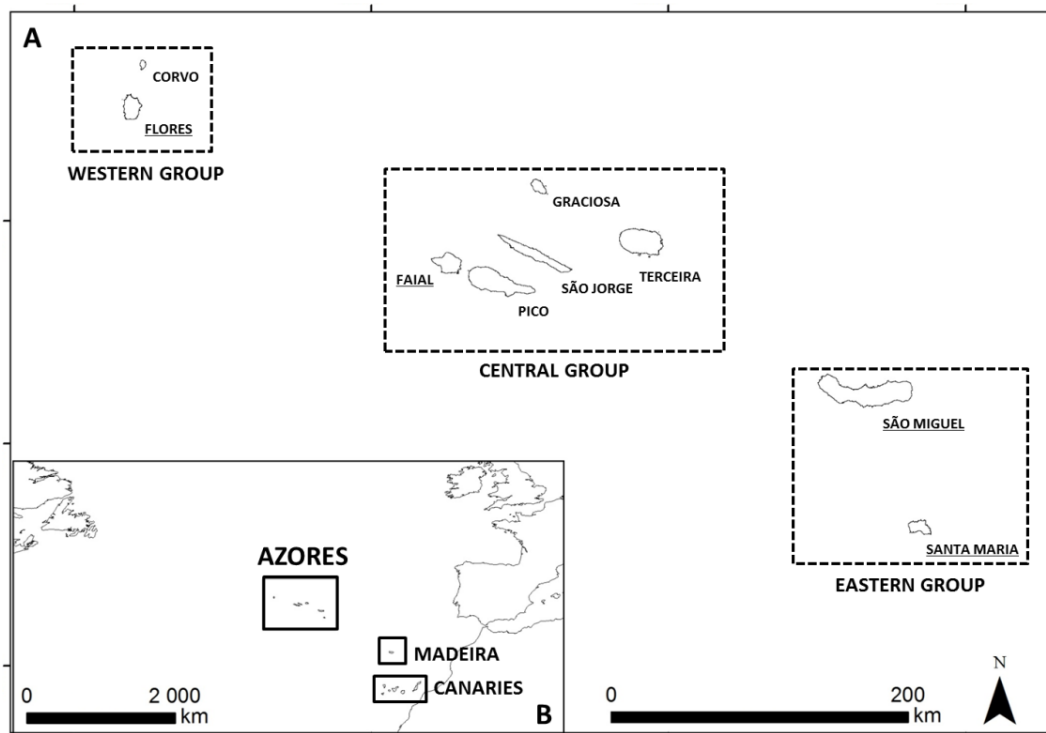 A
CORVO
FLORES
WESTERN GROUP
GRACIOSA
TERCEIRA
FAIAL
SÃO JORGE
PICO
CENTRAL GROUP
SÃO MIGUEL
SANTA MARIA
EASTERN GROUP
AZORES
MADEIRA
CANARIES
0 2 000
km
B
0 200
km
N